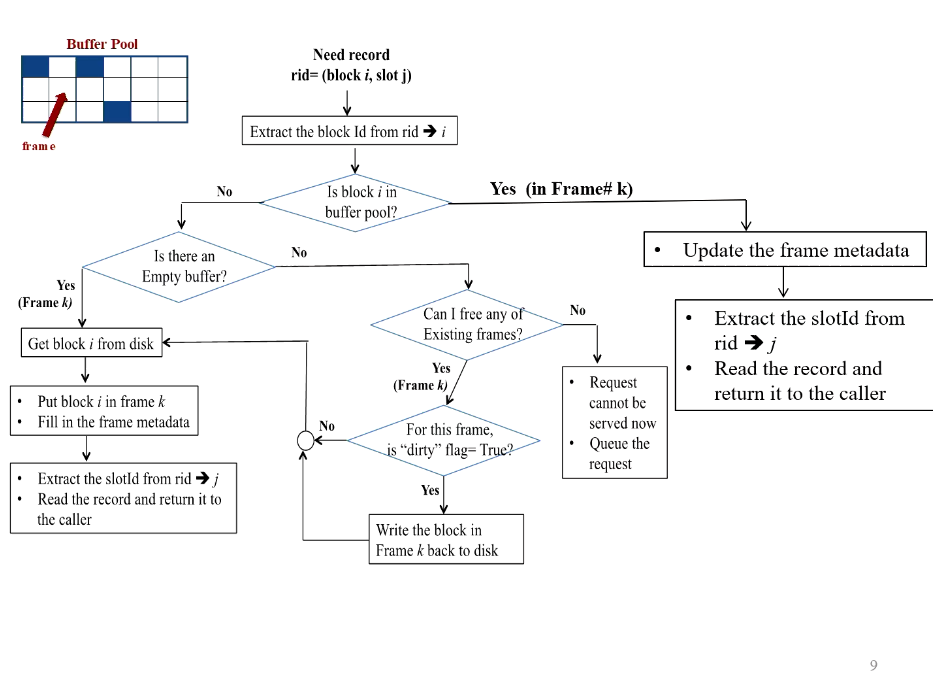 Buffer Pool
frame
Need record
rid= (block i, slot j)
Extract the block Id from rid ➔ i
Is block i in
buffer pool?
No
Yes (in Frame# k)
Is there an
Empty buffer?
Yes
(Frame k)
No
Get block i from disk
• Put block i in frame k
• Fill in the frame metadata
• Extract the slotId from rid ➔ j
• Read the record and return it to
the caller
Can I free any of
Existing frames?
No
Yes
(Frame k)
• Request
cannot be
served now
• Queue the
request
For this frame,
is “dirty” flag= True?
No
Yes
Write the block in
Frame k back to disk
• Update the frame metadata
• Extract the slotId from
rid ➔ j
• Read the record and
return it to the caller
9